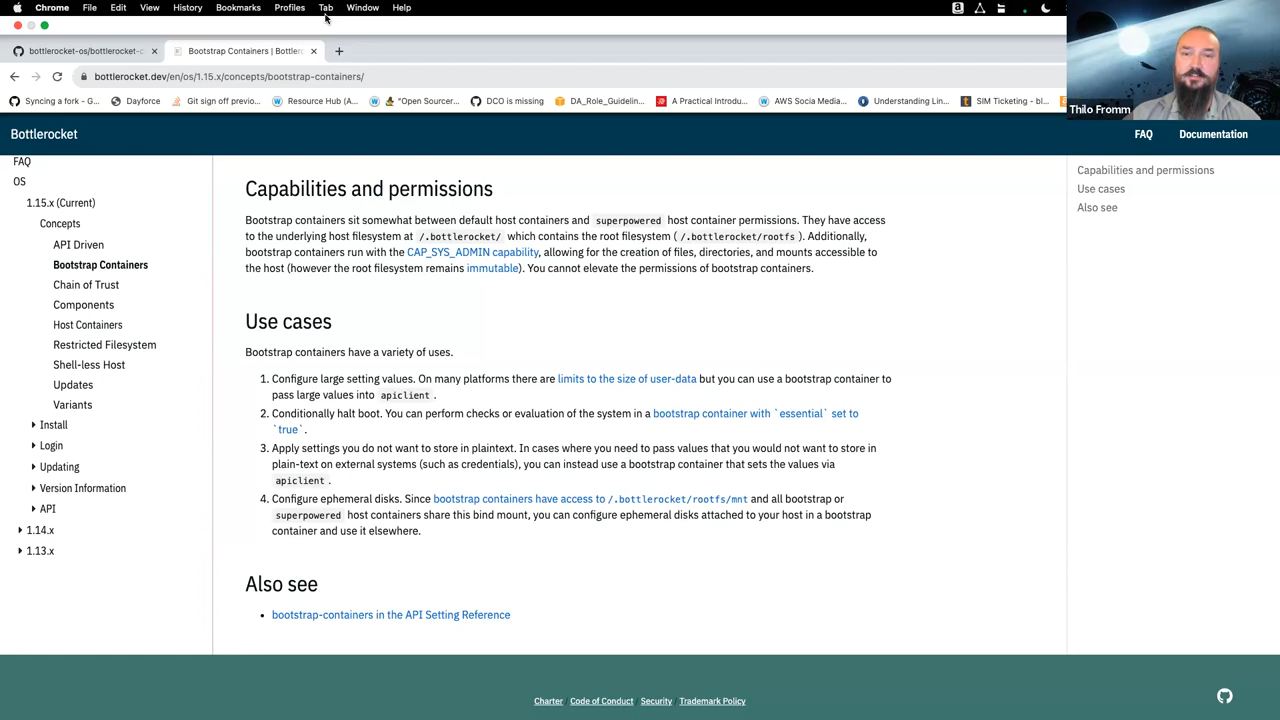 Chrome File Edit View History Bookmarks Profiles Tab Window Help
bottlerocket-os/bottlerocket-c
Bootstrap Containers | Bottlero
bottlerocket.dev/en/os/1.15.x/concepts/bootstrap-containers/
Syncing a fork - G...
Dayforce
Git sign off previo...
Resource Hub (A...
"Open Sourcer...
DCO is missing
DA_Role_Guidelin...
A Practical Introdu...
AWS Socia Media...
Understanding Lin...
SIM Ticketing - bl...
Thilo Fromm
Bottlerocket
FAQ
Documentation
FAQ
OS
1.15.x (Current)
Concepts
API Driven
Bootstrap Containers
Chain of Trust
Components
Host Containers
Restricted Filesystem
Shell-less Host
Updates
Variants
Install
Login
Updating
Version Information
API
1.14.x
1.13.x
Capabilities and permissions
Bootstrap containers sit somewhat between default host containers and superpowered host container permissions. They have access
to the underlying host filesystem at /.bottlerocket/ which contains the root filesystem ( /.bottlerocket/rootfs ). Additionally,
bootstrap containers run with the CAP_SYS_ADMIN capability, allowing for the creation of files, directories, and mounts accessible to
the host (however the root filesystem remains immutable). You cannot elevate the permissions of bootstrap containers.
Use cases
Bootstrap containers have a variety of uses.
1. Configure large setting values. On many platforms there are limits to the size of user-data but you can use a bootstrap container to
pass large values into apiclient .
2. Conditionally halt boot. You can perform checks or evaluation of the system in a bootstrap container with `essential` set to
`true`.
3. Apply settings you do not want to store in plaintext. In cases where you need to pass values that you would not want to store in
plain-text on external systems (such as credentials), you can instead use a bootstrap container that sets the values via
apiclient .
4. Configure ephemeral disks. Since bootstrap containers have access to /.bottlerocket/rootfs/mnt and all bootstrap or
superpowered host containers share this bind mount, you can configure ephemeral disks attached to your host in a bootstrap
container and use it elsewhere.
Also see
• bootstrap-containers in the API Setting Reference
Capabilities and permissions
Use cases
Also see
Charter | Code of Conduct | Security | Trademark Policy